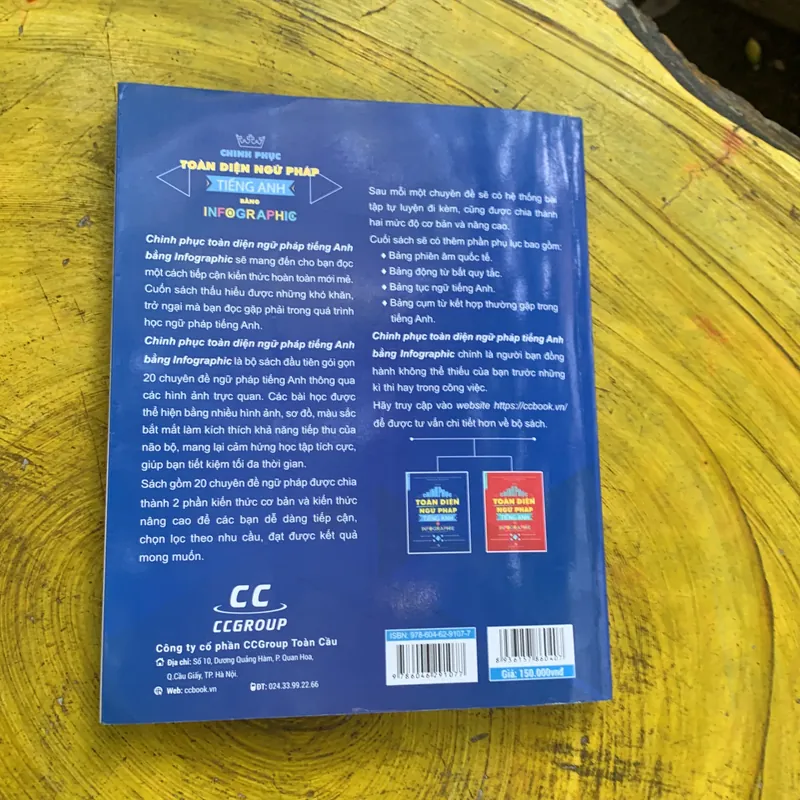 CHINH PHỤC
TOÀN DIỆN NGỮ PHÁP
TIẾNG ANH
BẰNG
INFOGRAPHIC
Chinh phục toàn diện ngữ pháp tiếng Anh
bằng Infographic sẽ mang đến cho bạn đọc
một cách tiếp cận kiến thức hoàn toàn mới mẻ.
Cuốn sách thấu hiểu được những khó khăn,
trở ngại mà bạn đọc gặp phải trong quá trình
học ngữ pháp tiếng Anh.
Chinh phục toàn diện ngữ pháp tiếng Anh
bằng Infographic là bộ sách đầu tiên gói gọn
20 chuyên đề ngữ pháp tiếng Anh thông qua
các hình ảnh trực quan. Các bài học được
thể hiện bằng nhiều hình ảnh, sơ đồ, màu sắc
bắt mắt làm kích thích khả năng tiếp thu của
não bộ, mang lại cảm hứng học tập tích cực,
giúp bạn tiết kiệm tối đa thời gian.
Sách gồm 20 chuyên đề ngữ pháp được chia
thành 2 phần kiến thức cơ bản và kiến thức
nâng cao để các bạn dễ dàng tiếp cận,
chọn lọc theo nhu cầu, đạt được kết quả
mong muốn.
CC
CCGROUP
Công ty cổ phần CCGroup Toàn Cầu
Địa chỉ: Số 10, Dương Quảng Hàm, P. Quan Hoa,
Q.Cầu Giấy, TP. Hà Nội.
Web: ccbook.vn ĐT: 024.33.99.22.66
Sau mỗi một chuyên đề sẽ có hệ thống bài
tập tự luyện đi kèm, cũng được chia thành
hai mức độ cơ bản và nâng cao.
Cuối sách sẽ có thêm phần phụ lục bao gồm:
♦ Bảng phiên âm quốc tế.
♦ Bảng động từ bất quy tắc.
♦ Bảng tục ngữ tiếng Anh.
♦ Bảng cụm từ kết hợp thường gặp trong
tiếng Anh.
Chinh phục toàn diện ngữ pháp tiếng Anh
bằng Infographic chính là người bạn đồng
hành không thể thiếu của bạn trước những
kì thi hay trong công việc.
Hãy truy cập vào website https://ccbook.vn/
để được tư vấn chi tiết hơn về bộ sách.
TOÀN DIỆN
NGỮ PHÁP
TIẾNG ANH
INFOGRAPHIC
TOÀN DIỆN
NGỮ PHÁP
TIẾNG ANH
INFOGRAPHIC
ISBN: 978-604-62-9107-7
9 786046 291077
8 936157 860407
Giá: 150.000vnđ